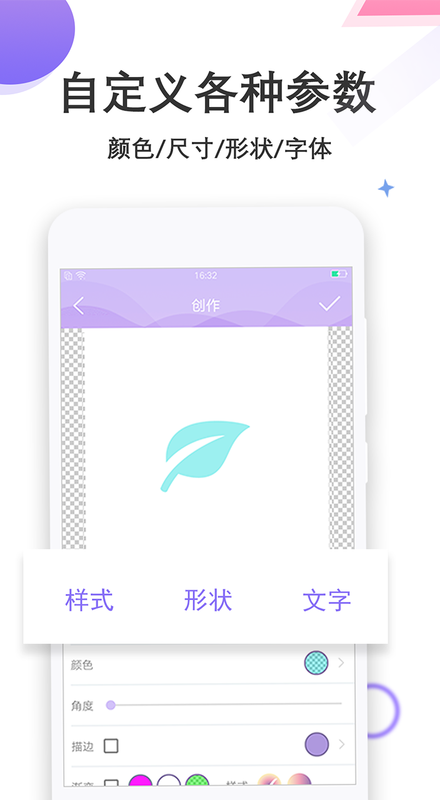 自定义各种参数
颜色/尺寸/形状/字体
16:32
创作
样式 形状 文字
颜色
角度
描边
渐变 样式